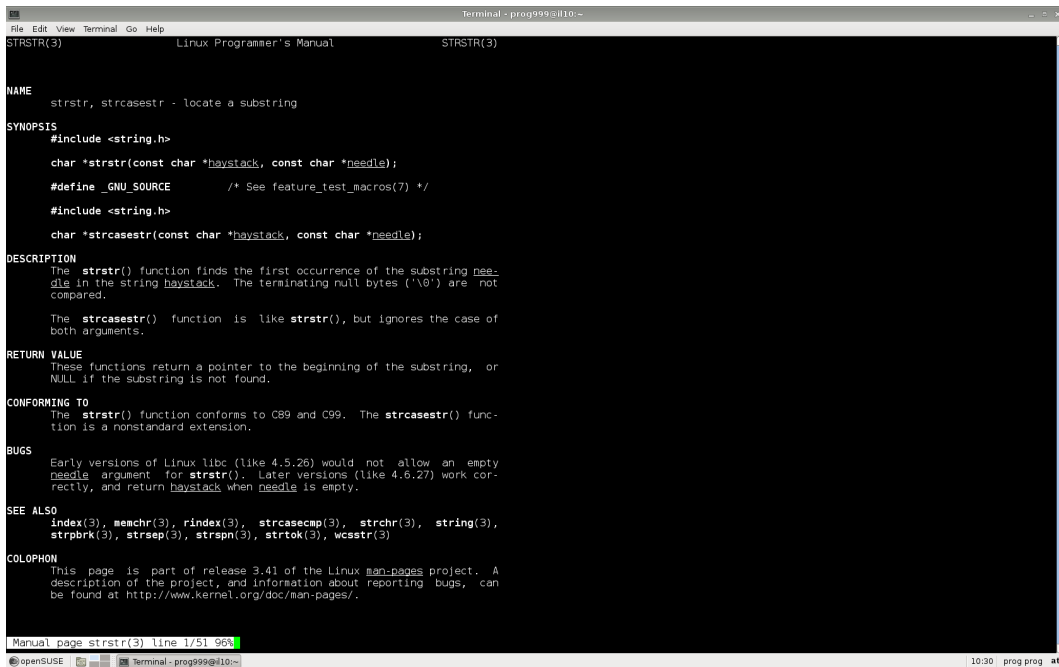 Terminal - prog999@il10:~
File Edit View Terminal Go Help
STRSTR(3) Linux Programmer's Manual STRSTR(3)
NAME
strstr, strcasestr - locate a substring
SYNOPSIS
#include <string.h>
char *strstr(const char *haystack, const char *needle);
#define _GNU_SOURCE /* See feature_test_macros(7) */
#include <string.h>
char *strcasestr(const char *haystack, const char *needle);
DESCRIPTION
The strstr() function finds the first occurrence of the substring nee-
dle in the string haystack. The terminating null bytes ('\0') are not
compared.
The strcasestr() function is like strstr(), but ignores the case of
both arguments.
RETURN VALUE
These functions return a pointer to the beginning of the substring, or
NULL if the substring is not found.
CONFORMING TO
The strstr() function conforms to C89 and C99. The strcasestr() func-
tion is a nonstandard extension.
BUGS
Early versions of Linux libc (like 4.5.26) would not allow an empty
needle argument for strstr(). Later versions (like 4.6.27) work cor-
rectly, and return haystack when needle is empty.
SEE ALSO
index(3), memchr(3), rindex(3), strcasecmp(3), strchr(3), string(3),
strpbrk(3), strsep(3), strspn(3), strtok(3), wcsstr(3)
COLOPHON
This page is part of release 3.41 of the Linux man-pages project. A
description of the project, and information about reporting bugs, can
be found at http://www.kernel.org/doc/man-pages/.
Manual page strstr(3) line 1/51 96%
openSUSE Terminal - prog999@il10:~ 10:30 prog prog at